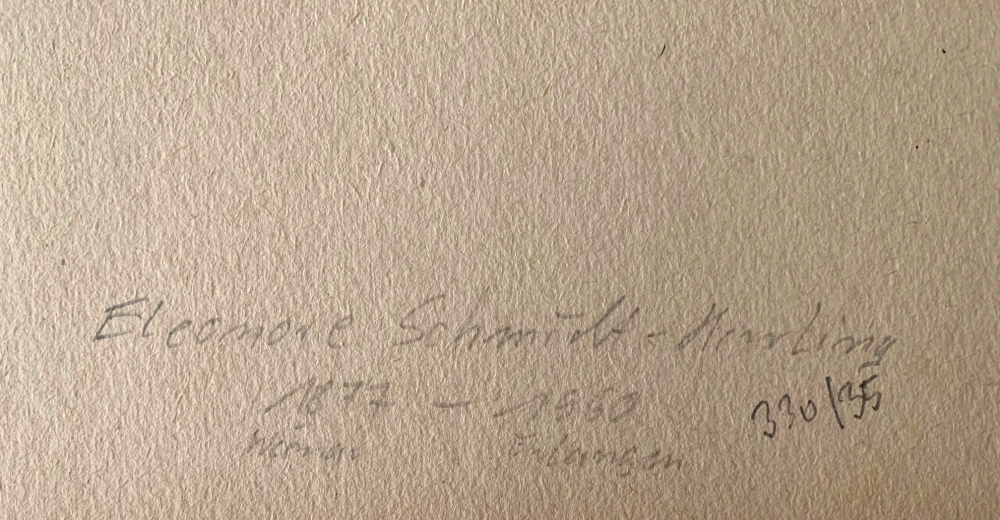 Eleonore Schmidt-Herrling
1877 - 1960
330/35
Erlangen